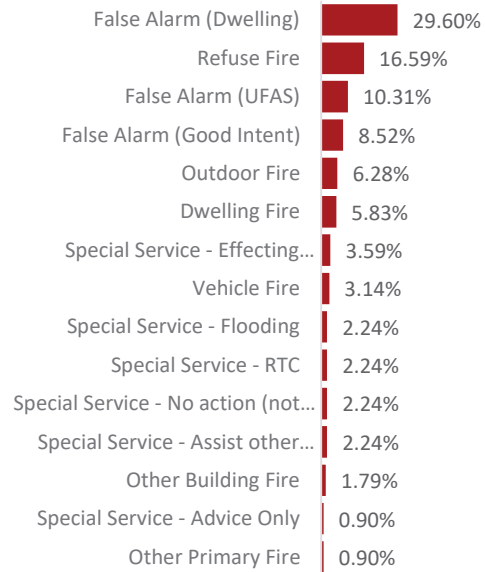 False Alarm (Dwelling) 29.60%
Refuse Fire 16.59%
False Alarm (UFAS) 10.31%
False Alarm (Good Intent) 8.52%
Outdoor Fire 6.28%
Dwelling Fire 5.83%
Special Service - Effecting... 3.59%
Vehicle Fire 3.14%
Special Service - Flooding 2.24%
Special Service - RTC 2.24%
Special Service - No action (not... 2.24%
Special Service - Assist other... 2.24%
Other Building Fire 1.79%
Special Service - Advice Only 0.90%
Other Primary Fire 0.90%